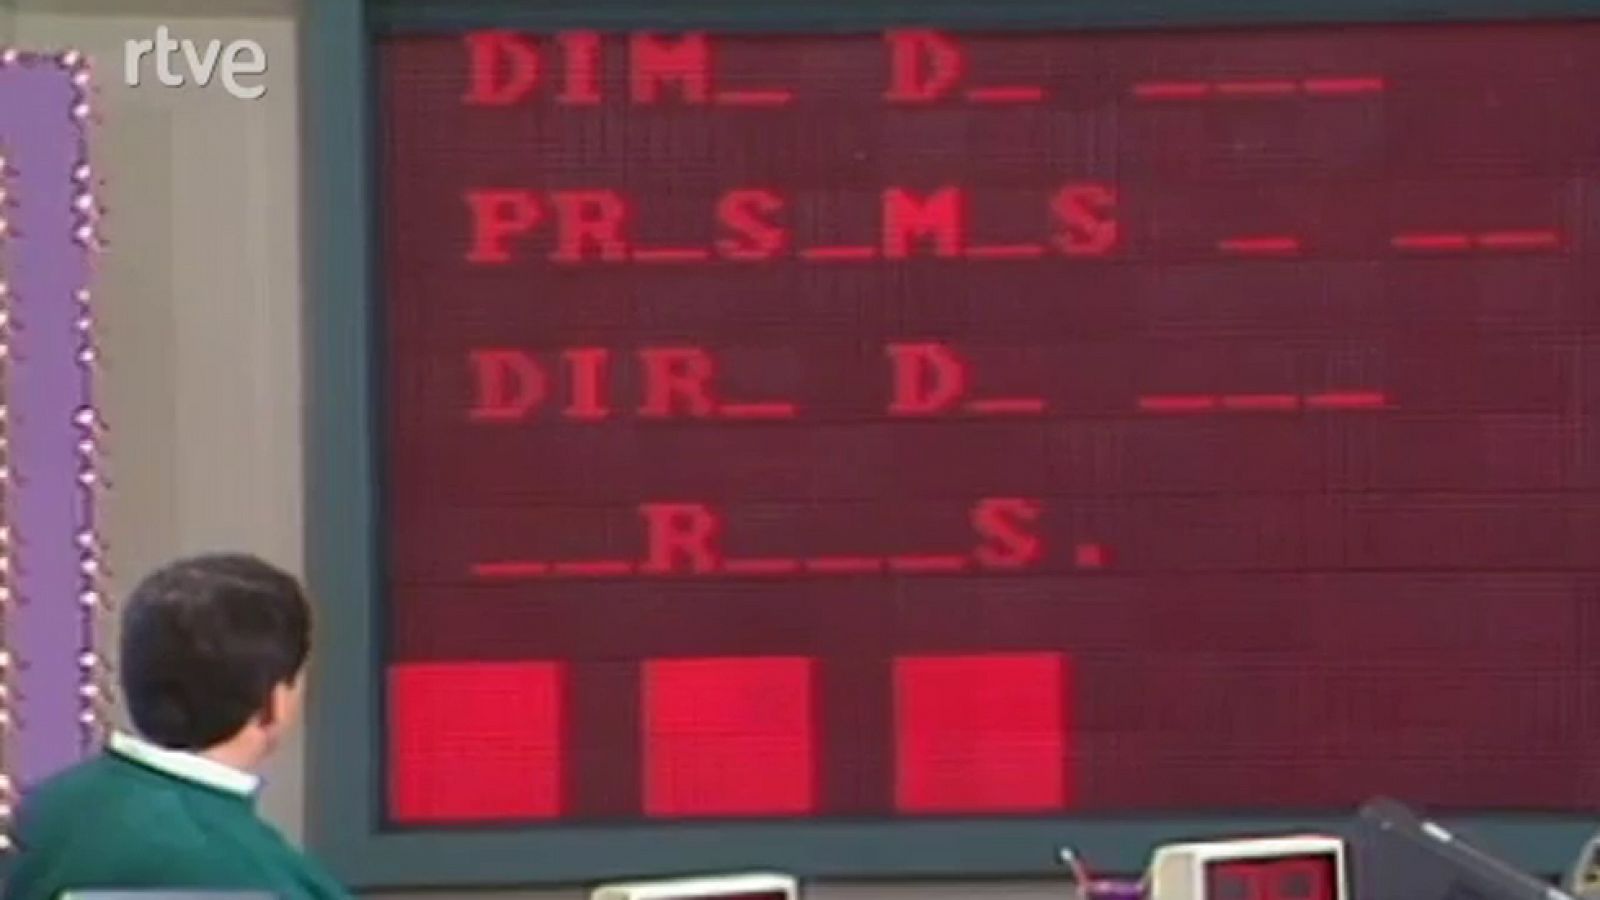 rtve
DIM_ D_ ___
PR_S_M_S _ __
DIR_ D_ ___
__R___S.